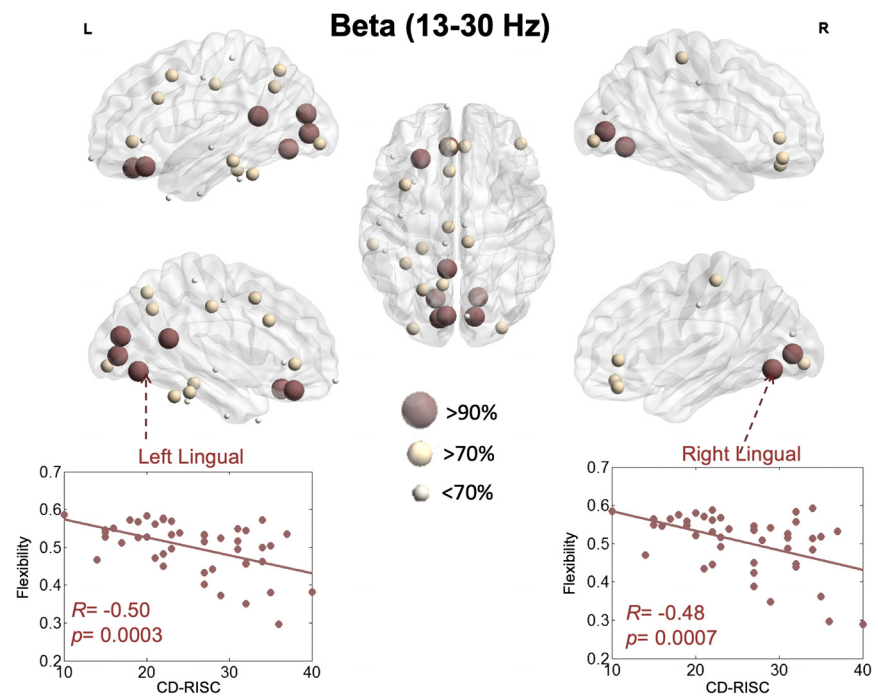 Beta (13-30 Hz)
L
R
>90%
>70%
<70%
Left Lingual
0.7
0.6
0.5
0.4
0.3
0.2
Flexibility
R= -0.50
p= 0.0003
10
20
30
40
CD-RISC
Right Lingual
0.7
0.6
0.5
0.4
0.3
0.2
Flexibility
R= -0.48
p= 0.0007
10
20
30
40
CD-RISC